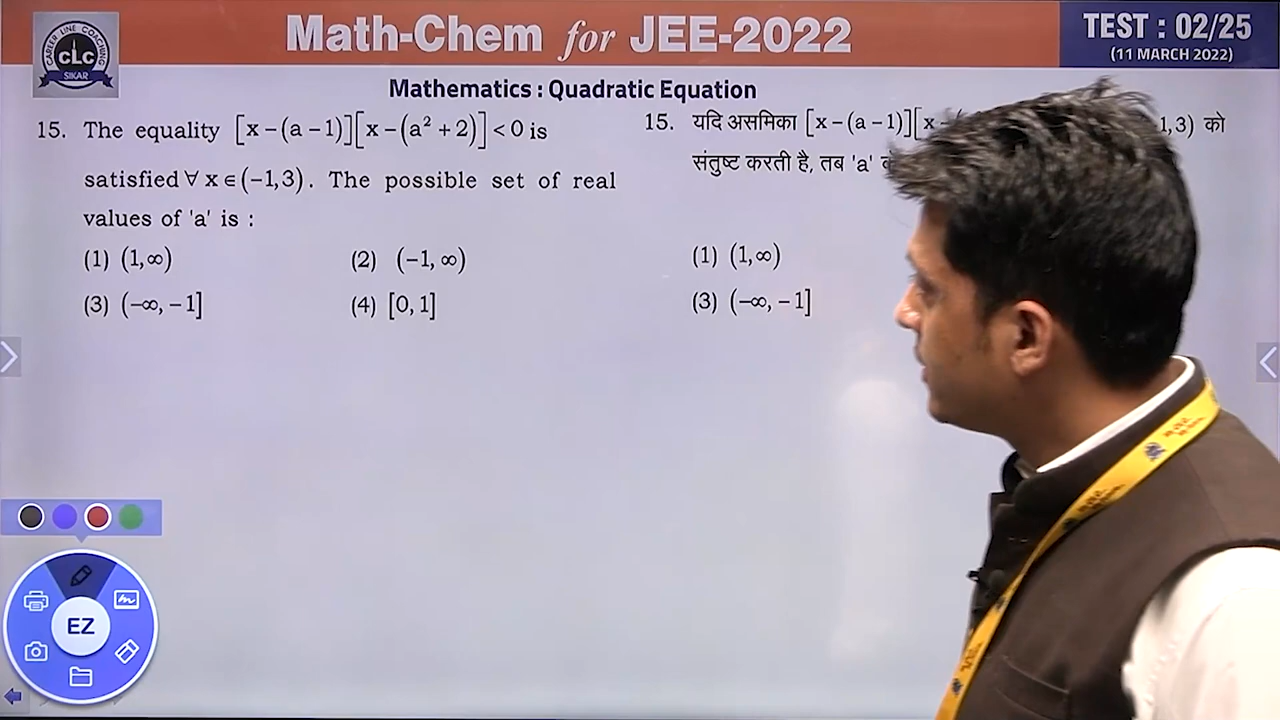 CAREER LINE COACHING
CLC
SIKAR
Math-Chem for JEE-2022
TEST : 02/25
(11 MARCH 2022)
Mathematics : Quadratic Equation
15. The equality [x-(a-1)][x-(a²+2)]<0 is
satisfied ∀ x∈(-1,3). The possible set of real
values of 'a' is :
(1) (1,∞) (2) (-1,∞)
(3) (-∞,-1] (4) [0,1]
15. यदि असमिका [x-(a-1)][x- 1,3) को
संतुष्ट करती है, तब 'a'
(1) (1,∞)
(3) (-∞,-1]
EZ